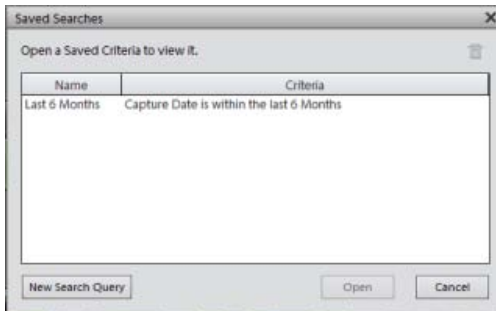 Saved Searches
Open a Saved Criteria to view it.
Name Criteria
Last 6 Months Capture Date is within the last 6 Months
New Search Query Open Cancel